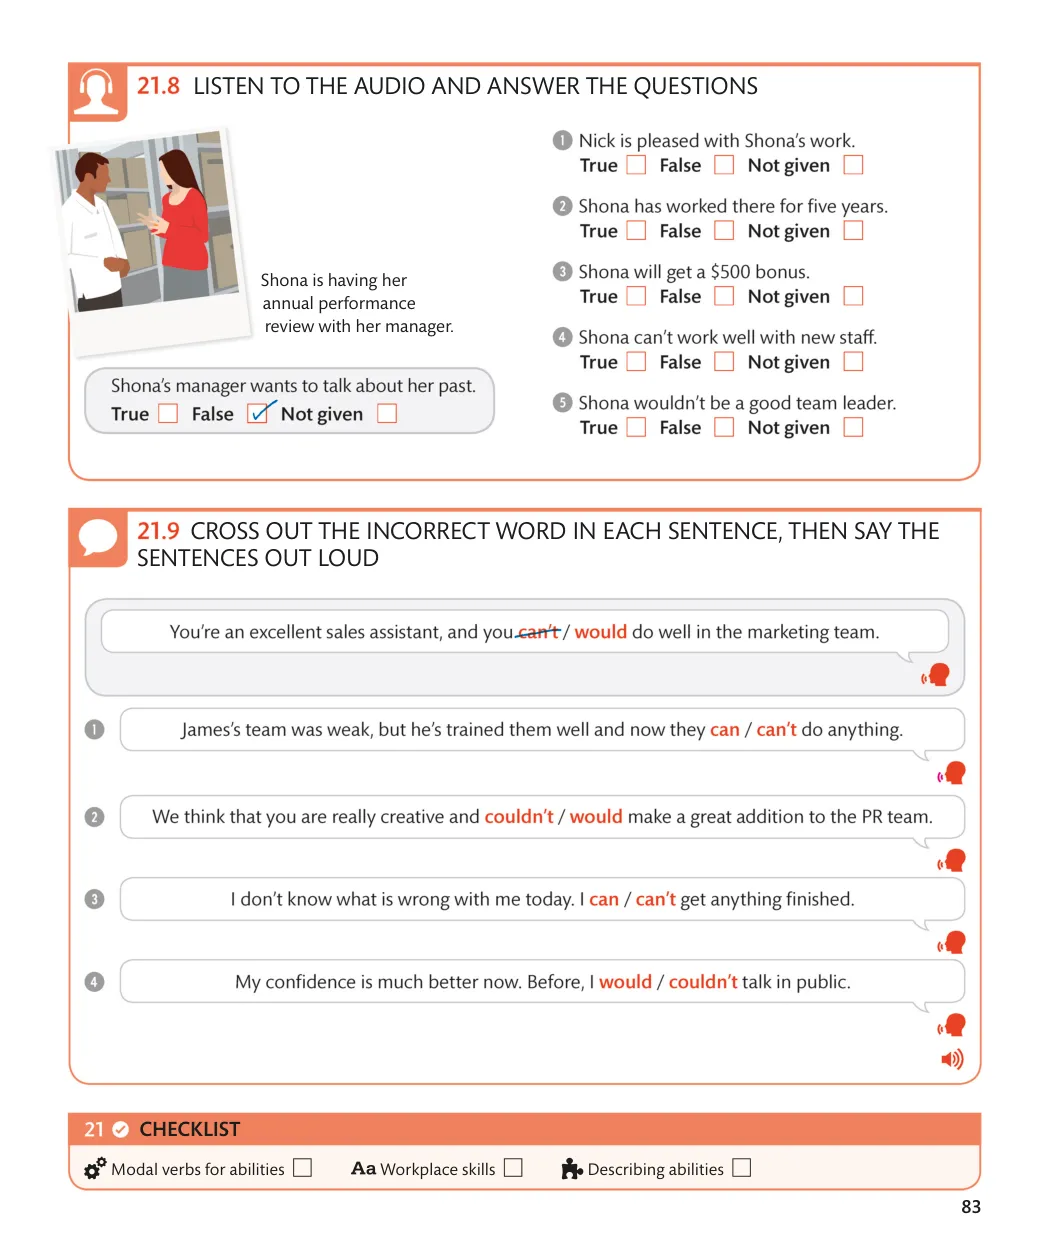 21.8 LISTEN TO THE AUDIO AND ANSWER THE QUESTIONS
Shona is having her
annual performance
review with her manager.
Shona’s manager wants to talk about her past.
True False Not given
1 Nick is pleased with Shona’s work.
True False Not given
2 Shona has worked there for five years.
True False Not given
3 Shona will get a $500 bonus.
True False Not given
4 Shona can’t work well with new staff.
True False Not given
5 Shona wouldn’t be a good team leader.
True False Not given
21.9 CROSS OUT THE INCORRECT WORD IN EACH SENTENCE, THEN SAY THE
SENTENCES OUT LOUD
You’re an excellent sales assistant, and you can’t / would do well in the marketing team.
1 James’s team was weak, but he’s trained them well and now they can / can’t do anything.
2 We think that you are really creative and couldn’t / would make a great addition to the PR team.
3 I don’t know what is wrong with me today. I can / can’t get anything finished.
4 My confidence is much better now. Before, I would / couldn’t talk in public.
21 CHECKLIST
Modal verbs for abilities Aa Workplace skills Describing abilities
83